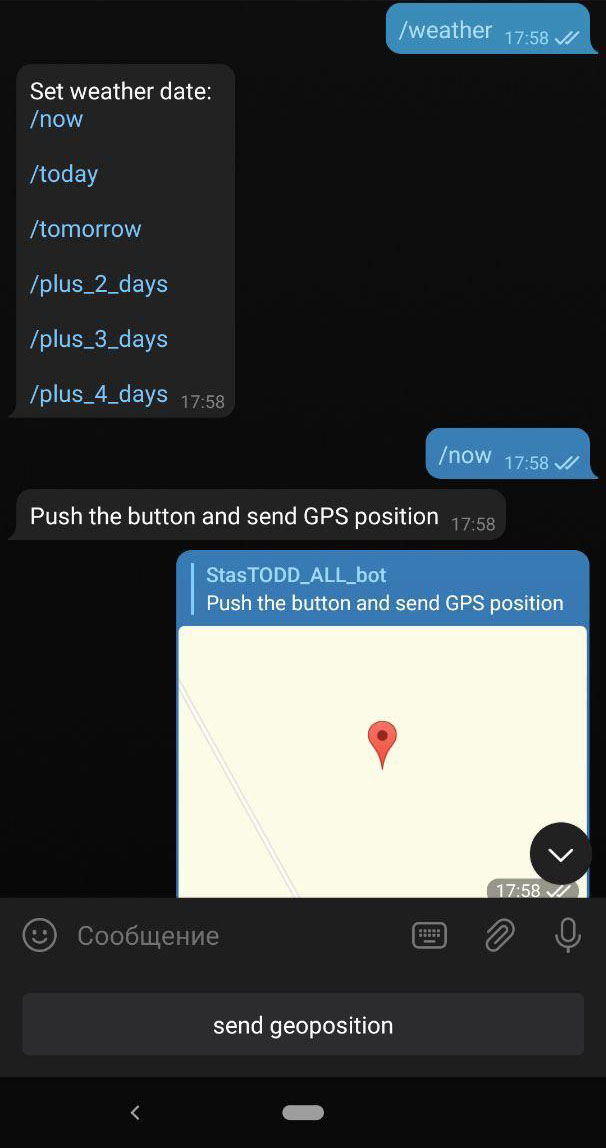 /weather 17:58
Set weather date:
/now
/today
/tomorrow
/plus_2_days
/plus_3_days
/plus_4_days 17:58
/now 17:58
Push the button and send GPS position 17:58
StasTODD_ALL_bot
Push the button and send GPS position
17:58
Сообщение
send geoposition